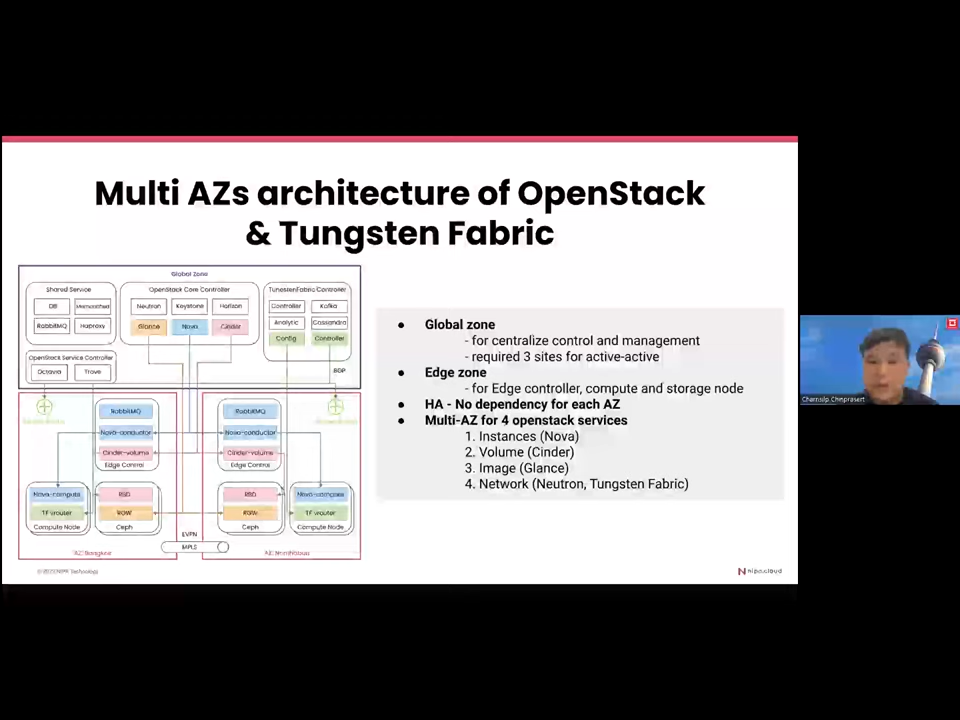 Multi AZs architecture of OpenStack
& Tungsten Fabric
Global Zone
Shared Service
DB
Memcached
RabbitMQ
Haproxy
OpenStack Core Controller
Neutron
Keystone
Horizon
Glance
Nova
Cinder
TungstenFabric Controller
Controller
Kafka
Analytic
Cassandra
Config
Controller
OpenStack Service Controller
Octavia
Trove
BGP
RabbitMQ
Nova-conductor
Cinder-volume
Edge Control
Nova-compute
TF vrouter
Compute Node
RBD
RGW
Ceph
RabbitMQ
Nova-conductor
Cinder-volume
Edge Control
RBD
RGW
Ceph
Nova-compute
TF vrouter
Compute Node
EVPN
MPLS
● Global zone
- for centralize control and management
- required 3 sites for active-active
● Edge zone
- for Edge controller, compute and storage node
● HA - No dependency for each AZ
● Multi-AZ for 4 openstack services
1. Instances (Nova)
2. Volume (Cinder)
3. Image (Glance)
4. Network (Neutron, Tungsten Fabric)
nipa.cloud
Charnsilp Chinprasert